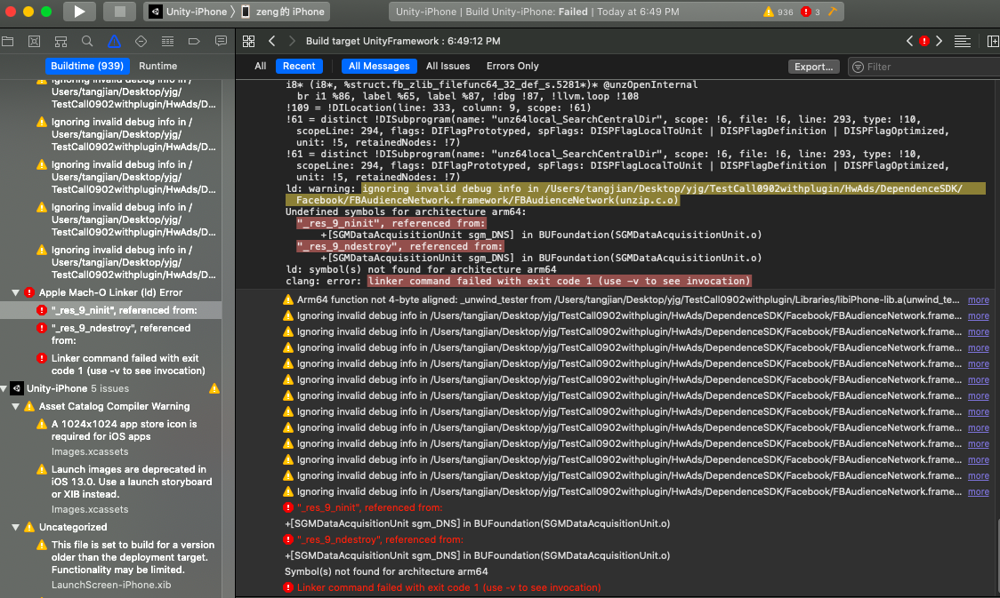 Unity-iPhone 〉 zeng的 iPhone
Unity-iPhone | Build Unity-iPhone: Failed | Today at 6:49 PM
936
3
Build target UnityFramework : 6:49:12 PM
Buildtime (939)
Runtime
All
Recent
All Messages
All Issues
Errors Only
Export...
Filter
Ignoring invalid debug info in /
Users/tangjian/Desktop/yjg/
TestCall0902withplugin/HwAds/D...
Ignoring invalid debug info in /
Users/tangjian/Desktop/yjg/
TestCall0902withplugin/HwAds/D...
Ignoring invalid debug info in /
Users/tangjian/Desktop/yjg/
TestCall0902withplugin/HwAds/D...
Ignoring invalid debug info in /
Users/tangjian/Desktop/yjg/
TestCall0902withplugin/HwAds/D...
Ignoring invalid debug info in /
Users/tangjian/Desktop/yjg/
TestCall0902withplugin/HwAds/D...
Apple Mach-O Linker (ld) Error
"_res_9_ninit", referenced from:
"_res_9_ndestroy", referenced
from:
Linker command failed with exit
code 1 (use -v to see invocation)
Unity-iPhone 5 issues
Asset Catalog Compiler Warning
A 1024x1024 app store icon is
required for iOS apps
Images.xcassets
Launch images are deprecated in
iOS 13.0. Use a launch storyboard
or XIB instead.
Images.xcassets
Uncategorized
This file is set to build for a version
older than the deployment target.
Functionality may be limited.
LaunchScreen-iPhone.xib
i8* (i8*, %struct.fb_zlib_filefunc64_32_def_s.5281*)* @unzOpenInternal
br i1 %86, label %65, label %87, !dbg !87, !llvm.loop !108
!109 = !DILocation(line: 333, column: 9, scope: !61)
!61 = distinct !DISubprogram(name: "unz64local_SearchCentralDir", scope: !6, file: !6, line: 293, type: !10,
scopeLine: 294, flags: DIFlagPrototyped, spFlags: DISPFlagLocalToUnit | DISPFlagDefinition | DISPFlagOptimized,
unit: !5, retainedNodes: !7)
!61 = distinct !DISubprogram(name: "unz64local_SearchCentralDir", scope: !6, file: !6, line: 293, type: !10,
scopeLine: 294, flags: DIFlagPrototyped, spFlags: DISPFlagLocalToUnit | DISPFlagDefinition | DISPFlagOptimized,
unit: !5, retainedNodes: !7)
ld: warning: ignoring invalid debug info in /Users/tangjian/Desktop/yjg/TestCall0902withplugin/HwAds/DependenceSDK/
Facebook/FBAudienceNetwork.framework/FBAudienceNetwork(unzip.c.o)
Undefined symbols for architecture arm64:
"_res_9_ninit", referenced from:
+[SGMDataAcquisitionUnit sgm_DNS] in BUFoundation(SGMDataAcquisitionUnit.o)
"_res_9_ndestroy", referenced from:
+[SGMDataAcquisitionUnit sgm_DNS] in BUFoundation(SGMDataAcquisitionUnit.o)
ld: symbol(s) not found for architecture arm64
clang: error: linker command failed with exit code 1 (use -v to see invocation)
Arm64 function not 4-byte aligned: _unwind_tester from /Users/tangjian/Desktop/yjg/TestCall0902withplugin/Libraries/libiPhone-lib.a(unwind_te... more
Ignoring invalid debug info in /Users/tangjian/Desktop/yjg/TestCall0902withplugin/HwAds/DependenceSDK/Facebook/FBAudienceNetwork.frame... more
Ignoring invalid debug info in /Users/tangjian/Desktop/yjg/TestCall0902withplugin/HwAds/DependenceSDK/Facebook/FBAudienceNetwork.frame... more
Ignoring invalid debug info in /Users/tangjian/Desktop/yjg/TestCall0902withplugin/HwAds/DependenceSDK/Facebook/FBAudienceNetwork.frame... more
Ignoring invalid debug info in /Users/tangjian/Desktop/yjg/TestCall0902withplugin/HwAds/DependenceSDK/Facebook/FBAudienceNetwork.frame... more
Ignoring invalid debug info in /Users/tangjian/Desktop/yjg/TestCall0902withplugin/HwAds/DependenceSDK/Facebook/FBAudienceNetwork.frame... more
Ignoring invalid debug info in /Users/tangjian/Desktop/yjg/TestCall0902withplugin/HwAds/DependenceSDK/Facebook/FBAudienceNetwork.frame... more
Ignoring invalid debug info in /Users/tangjian/Desktop/yjg/TestCall0902withplugin/HwAds/DependenceSDK/Facebook/FBAudienceNetwork.frame... more
Ignoring invalid debug info in /Users/tangjian/Desktop/yjg/TestCall0902withplugin/HwAds/DependenceSDK/Facebook/FBAudienceNetwork.frame... more
Ignoring invalid debug info in /Users/tangjian/Desktop/yjg/TestCall0902withplugin/HwAds/DependenceSDK/Facebook/FBAudienceNetwork.frame... more
Ignoring invalid debug info in /Users/tangjian/Desktop/yjg/TestCall0902withplugin/HwAds/DependenceSDK/Facebook/FBAudienceNetwork.frame... more
Ignoring invalid debug info in /Users/tangjian/Desktop/yjg/TestCall0902withplugin/HwAds/DependenceSDK/Facebook/FBAudienceNetwork.frame... more
Ignoring invalid debug info in /Users/tangjian/Desktop/yjg/TestCall0902withplugin/HwAds/DependenceSDK/Facebook/FBAudienceNetwork.frame... more
"_res_9_ninit", referenced from:
+[SGMDataAcquisitionUnit sgm_DNS] in BUFoundation(SGMDataAcquisitionUnit.o)
"_res_9_ndestroy", referenced from:
+[SGMDataAcquisitionUnit sgm_DNS] in BUFoundation(SGMDataAcquisitionUnit.o)
Symbol(s) not found for architecture arm64
Linker command failed with exit code 1 (use -v to see invocation)